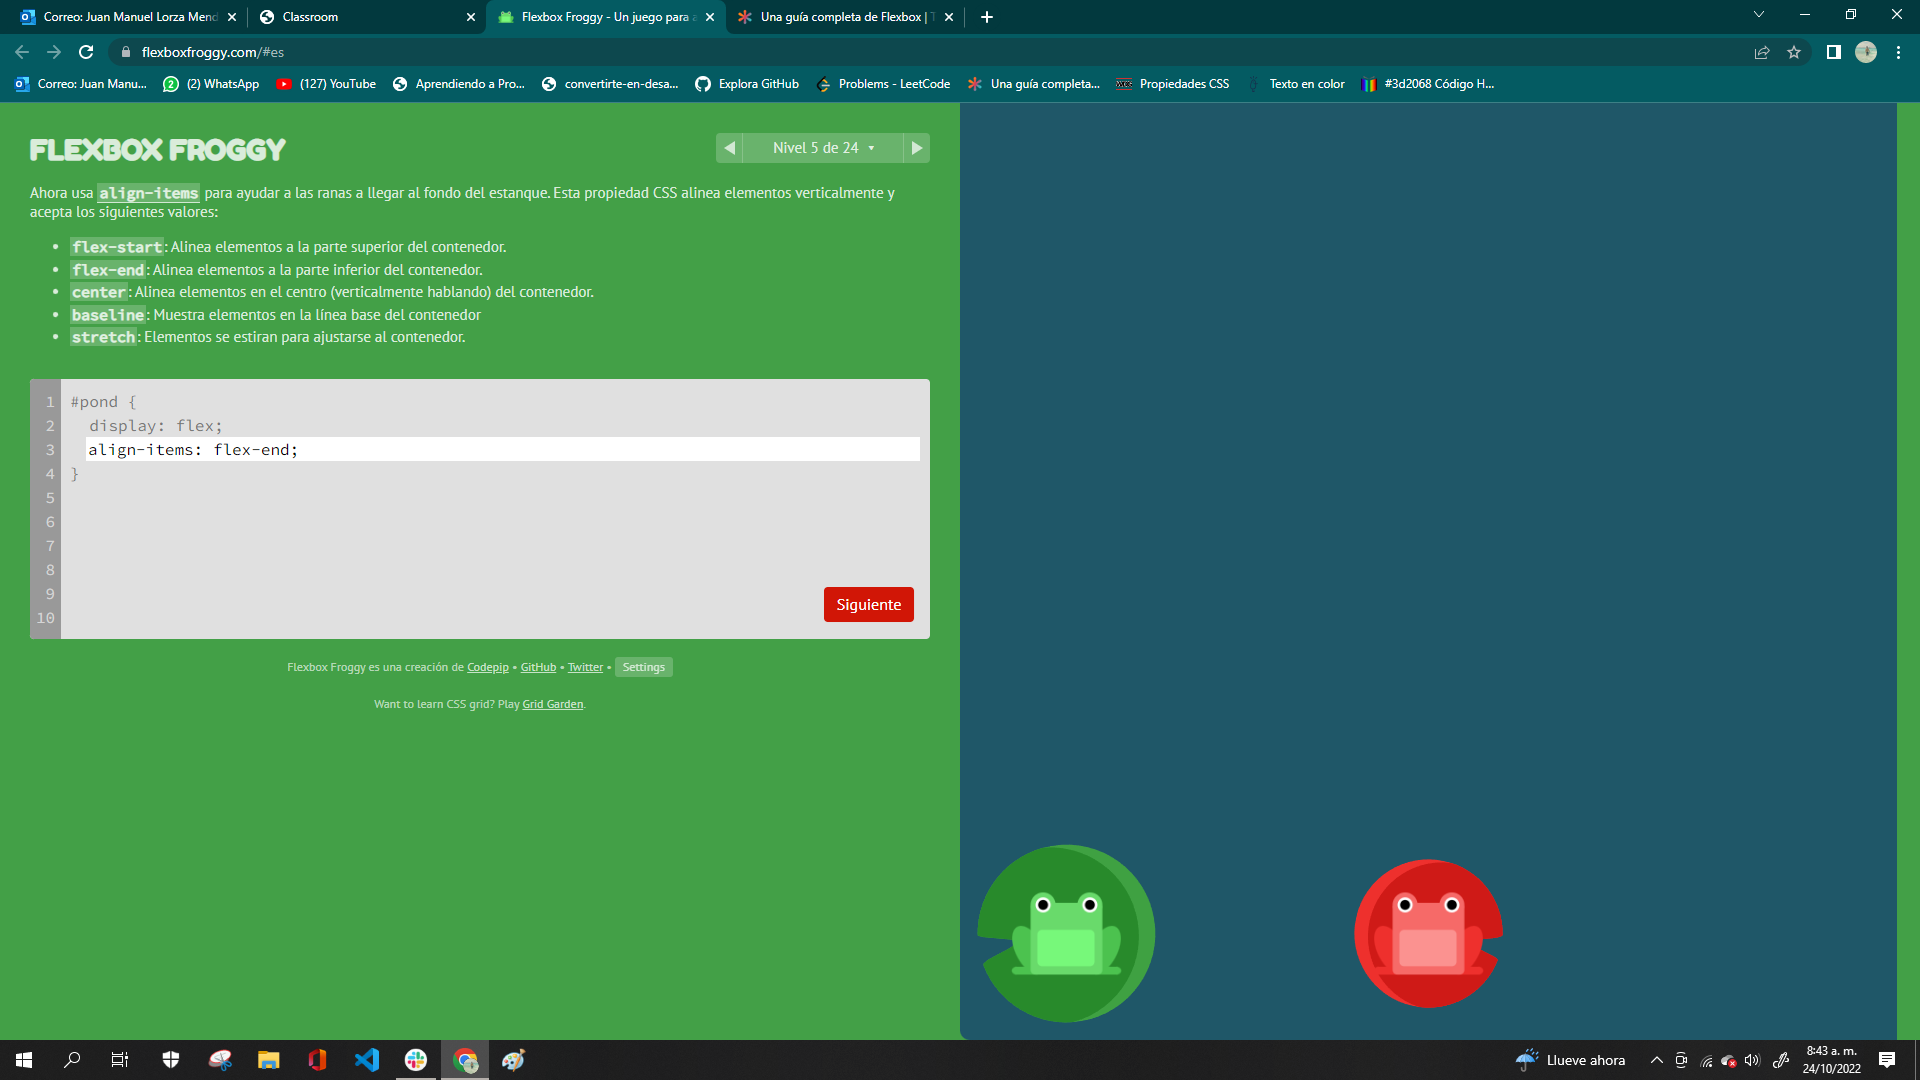 Correo: Juan Manuel Lorza Mend
Classroom
Flexbox Froggy - Un juego para a
Una guía completa de Flexbox | T
flexboxfroggy.com/#es
Correo: Juan Manu...
(2) WhatsApp
(127) YouTube
Aprendiendo a Pro...
convertirte-en-desa...
Explora GitHub
Problems - LeetCode
Una guía completa...
Propiedades CSS
Texto en color
#3d2068 Código H...
FLEXBOX FROGGY
Nivel 5 de 24
Ahora usa align-items para ayudar a las ranas a llegar al fondo del estanque. Esta propiedad CSS alinea elementos verticalmente y
acepta los siguientes valores:
• flex-start: Alinea elementos a la parte superior del contenedor.
• flex-end: Alinea elementos a la parte inferior del contenedor.
• center: Alinea elementos en el centro (verticalmente hablando) del contenedor.
• baseline: Muestra elementos en la línea base del contenedor
• stretch: Elementos se estiran para ajustarse al contenedor.
1 #pond {
2 display: flex;
3 align-items: flex-end;
4 }
5
6
7
8
9
10
Siguiente
Flexbox Froggy es una creación de Codepip • GitHub • Twitter • Settings
Want to learn CSS grid? Play Grid Garden.
Llueve ahora
8:43 a. m.
24/10/2022